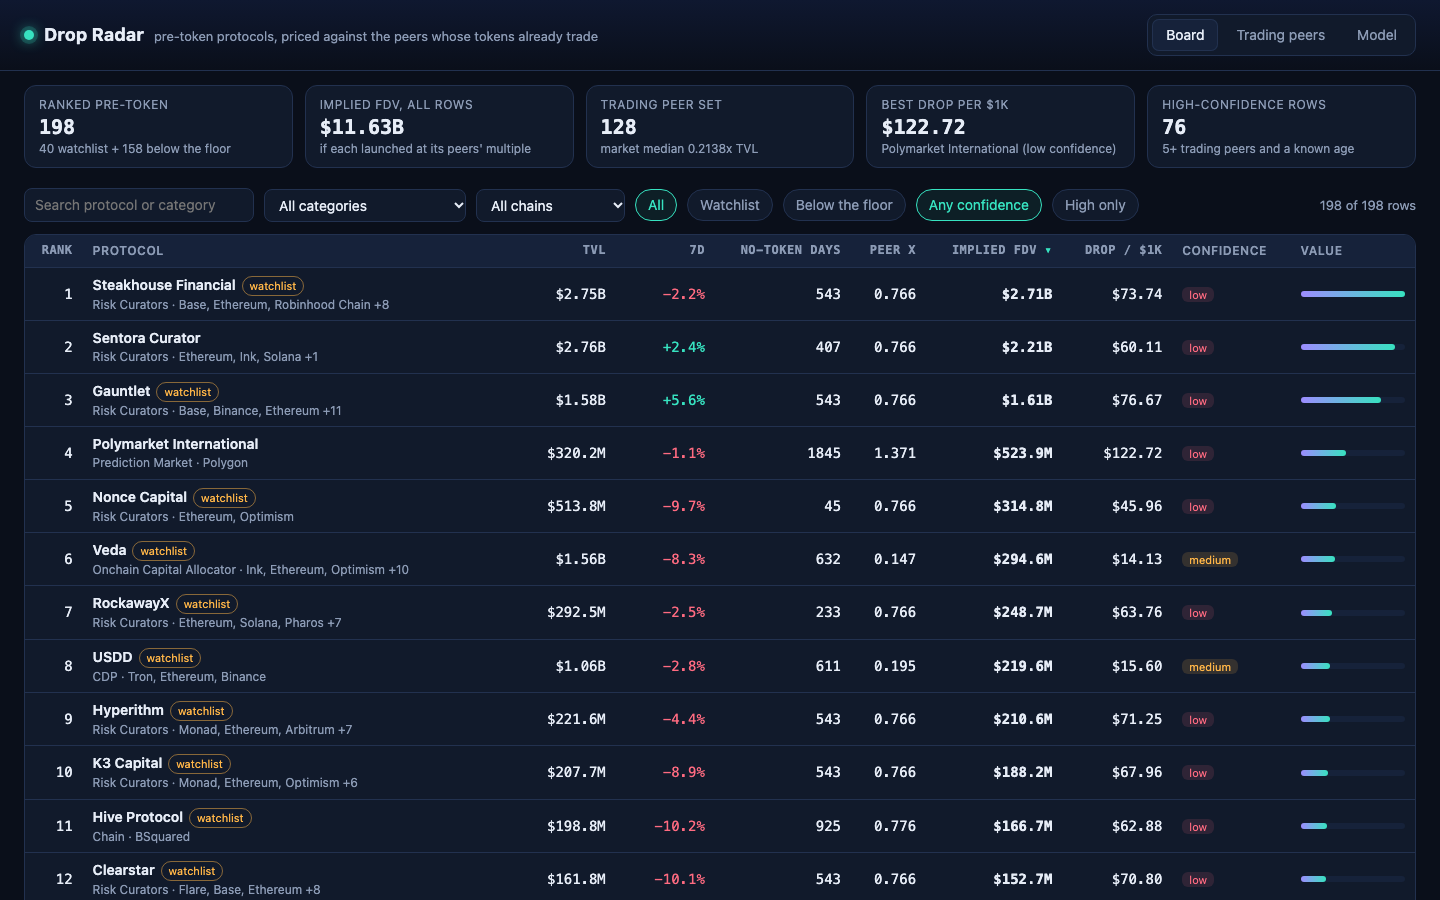 Drop Radar pre-token protocols, priced against the peers whose tokens already trade Board Trading peers Model
RANKED PRE-TOKEN
198
40 watchlist + 158 below the floor
IMPLIED FDV, ALL ROWS
$11.63B
if each launched at its peers' multiple
TRADING PEER SET
128
market median 0.2138x TVL
BEST DROP PER $1K
$122.72
Polymarket International (low confidence)
HIGH-CONFIDENCE ROWS
76
5+ trading peers and a known age
Search protocol or category All categories All chains All Watchlist Below the floor Any confidence High only 198 of 198 rows
RANK PROTOCOL TVL 7D NO-TOKEN DAYS PEER X IMPLIED FDV ▼ DROP / $1K CONFIDENCE VALUE
1 Steakhouse Financial watchlist $2.75B −2.2% 543 0.766 $2.71B $73.74 low
Risk Curators · Base, Ethereum, Robinhood Chain +8
2 Sentora Curator $2.76B +2.4% 407 0.766 $2.21B $60.11 low
Risk Curators · Ethereum, Ink, Solana +1
3 Gauntlet watchlist $1.58B +5.6% 543 0.766 $1.61B $76.67 low
Risk Curators · Base, Binance, Ethereum +11
4 Polymarket International $320.2M −1.1% 1845 1.371 $523.9M $122.72 low
Prediction Market · Polygon
5 Nonce Capital watchlist $513.8M −9.7% 45 0.766 $314.8M $45.96 low
Risk Curators · Ethereum, Optimism
6 Veda watchlist $1.56B −8.3% 632 0.147 $294.6M $14.13 medium
Onchain Capital Allocator · Ink, Ethereum, Optimism +10
7 RockawayX watchlist $292.5M −2.5% 233 0.766 $248.7M $63.76 low
Risk Curators · Ethereum, Solana, Pharos +7
8 USDD watchlist $1.06B −2.8% 611 0.195 $219.6M $15.60 medium
CDP · Tron, Ethereum, Binance
9 Hyperithm watchlist $221.6M −4.4% 543 0.766 $210.6M $71.25 low
Risk Curators · Monad, Ethereum, Arbitrum +7
10 K3 Capital watchlist $207.7M −8.9% 543 0.766 $188.2M $67.96 low
Risk Curators · Monad, Ethereum, Optimism +6
11 Hive Protocol watchlist $198.8M −10.2% 925 0.776 $166.7M $62.88 low
Chain · BSquared
12 Clearstar watchlist $161.8M −10.1% 543 0.766 $152.7M $70.80 low
Risk Curators · Flare, Base, Ethereum +8